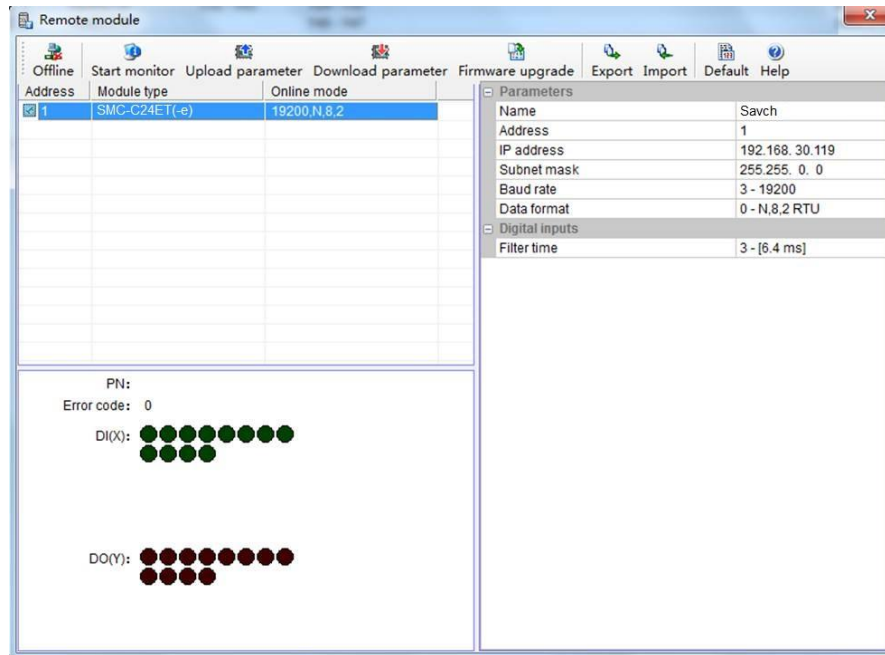 Remote module
Offline Start monitor Upload parameter Download parameter Firmware upgrade Export Import Default Help
Address Module type Online mode
1 SMC-C24ET(-e) 19200,N,8,2
Parameters
Name Savch
Address 1
IP address 192.168. 30.119
Subnet mask 255.255. 0. 0
Baud rate 3 - 19200
Data format 0 - N,8,2 RTU
Digital inputs
Filter time 3 - [6.4 ms]
PN:
Error code: 0
DI(X):
DO(Y):